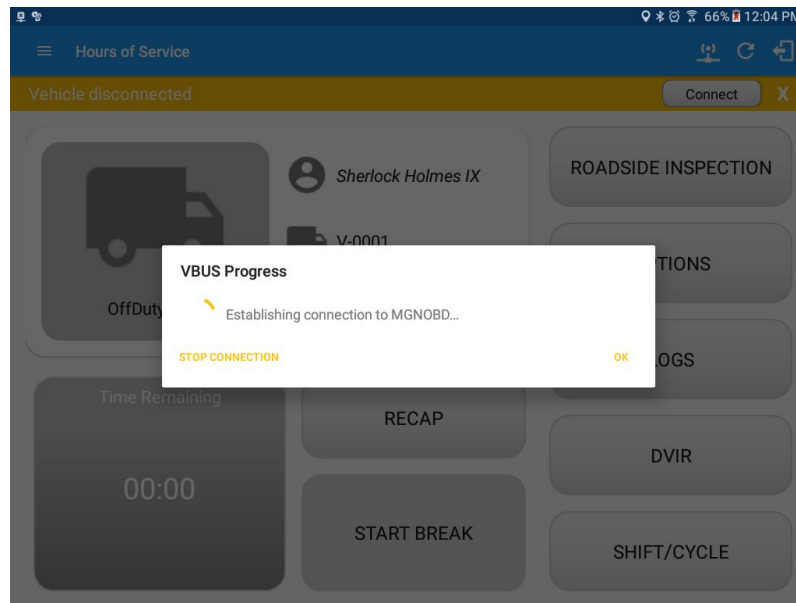 66% 12:04 PM
Hours of Service
Vehicle disconnected
Connect
X
Sherlock Holmes IX
V-0001
OffDuty
ROADSIDE INSPECTION
TIONS
LOGS
DVIR
SHIFT/CYCLE
VBUS Progress
Establishing connection to MGNOBD...
STOP CONNECTION
OK
Time Remaining
00:00
RECAP
START BREAK